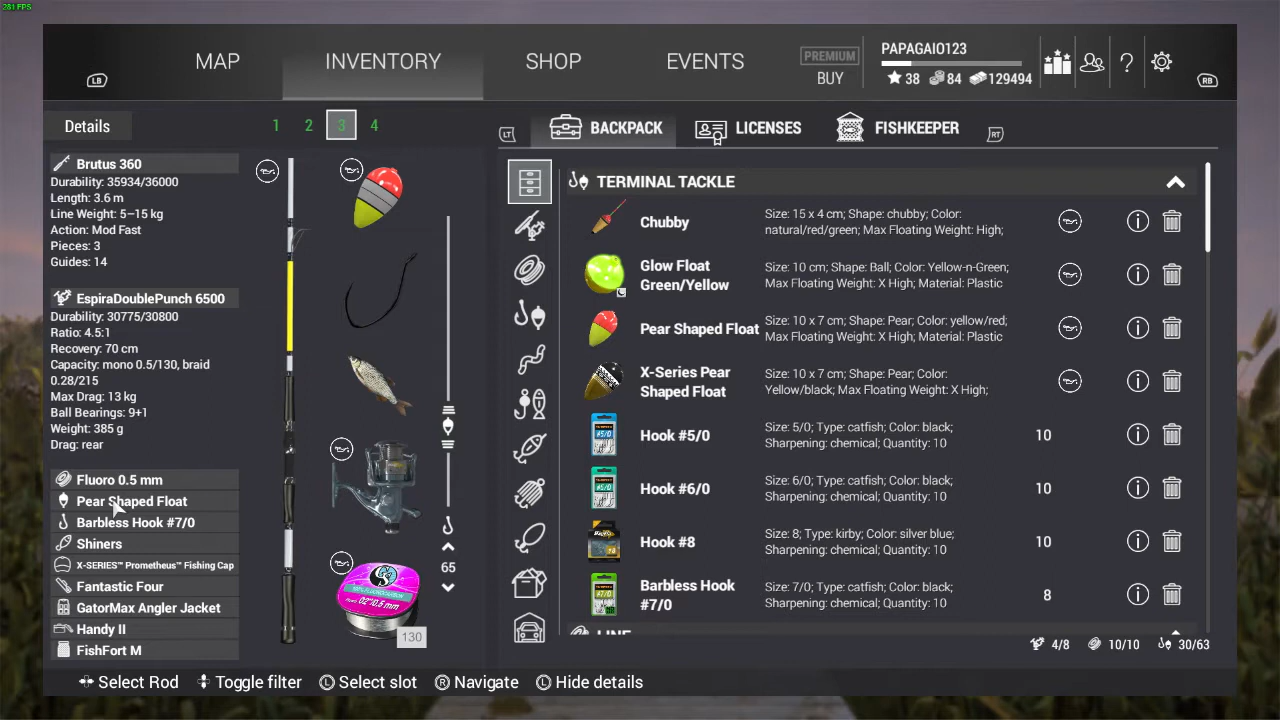 281 FPS
MAP
INVENTORY
SHOP
EVENTS
PREMIUM
BUY
PAPAGAIO123
38 84 129494
LB
RB
Details
1 2 3 4
LT
BACKPACK
LICENSES
FISHKEEPER
RT
Brutus 360
Durability: 35934/36000
Length: 3.6 m
Line Weight: 5–15 kg
Action: Mod Fast
Pieces: 3
Guides: 14
EspiraDoublePunch 6500
Durability: 30775/30800
Ratio: 4.5:1
Recovery: 70 cm
Capacity: mono 0.5/130, braid
0.28/215
Max Drag: 13 kg
Ball Bearings: 9+1
Weight: 385 g
Drag: rear
Fluoro 0.5 mm
Pear Shaped Float
Barbless Hook #7/0
Shiners
X-SERIES™ Prometheus™ Fishing Cap
Fantastic Four
GatorMax Angler Jacket
Handy II
FishFort M
65
130
TERMINAL TACKLE
Chubby
Size: 15 x 4 cm; Shape: chubby; Color:
natural/red/green; Max Floating Weight: High;
Glow Float
Green/Yellow
Size: 10 cm; Shape: Ball; Color: Yellow-n-Green;
Max Floating Weight: X High; Material: Plastic
Pear Shaped Float
Size: 10 x 7 cm; Shape: Pear; Color: yellow/red;
Max Floating Weight: X High; Material: Plastic
X-Series Pear
Shaped Float
Size: 10 x 7 cm; Shape: Pear; Color:
Yellow/black; Max Floating Weight: X High;
Hook #5/0
Size: 5/0; Type: catfish; Color: black;
Sharpening: chemical; Quantity: 10
10
Hook #6/0
Size: 6/0; Type: catfish; Color: black;
Sharpening: chemical; Quantity: 10
10
Hook #8
Size: 8; Type: kirby; Color: silver blue;
Sharpening: chemical; Quantity: 10
10
Barbless Hook
#7/0
Size: 7/0; Type: catfish; Color: black;
Sharpening: chemical; Quantity: 10
8
LINE
4/8 10/10 30/63
Select Rod
Toggle filter
L Select slot
R Navigate
L Hide details